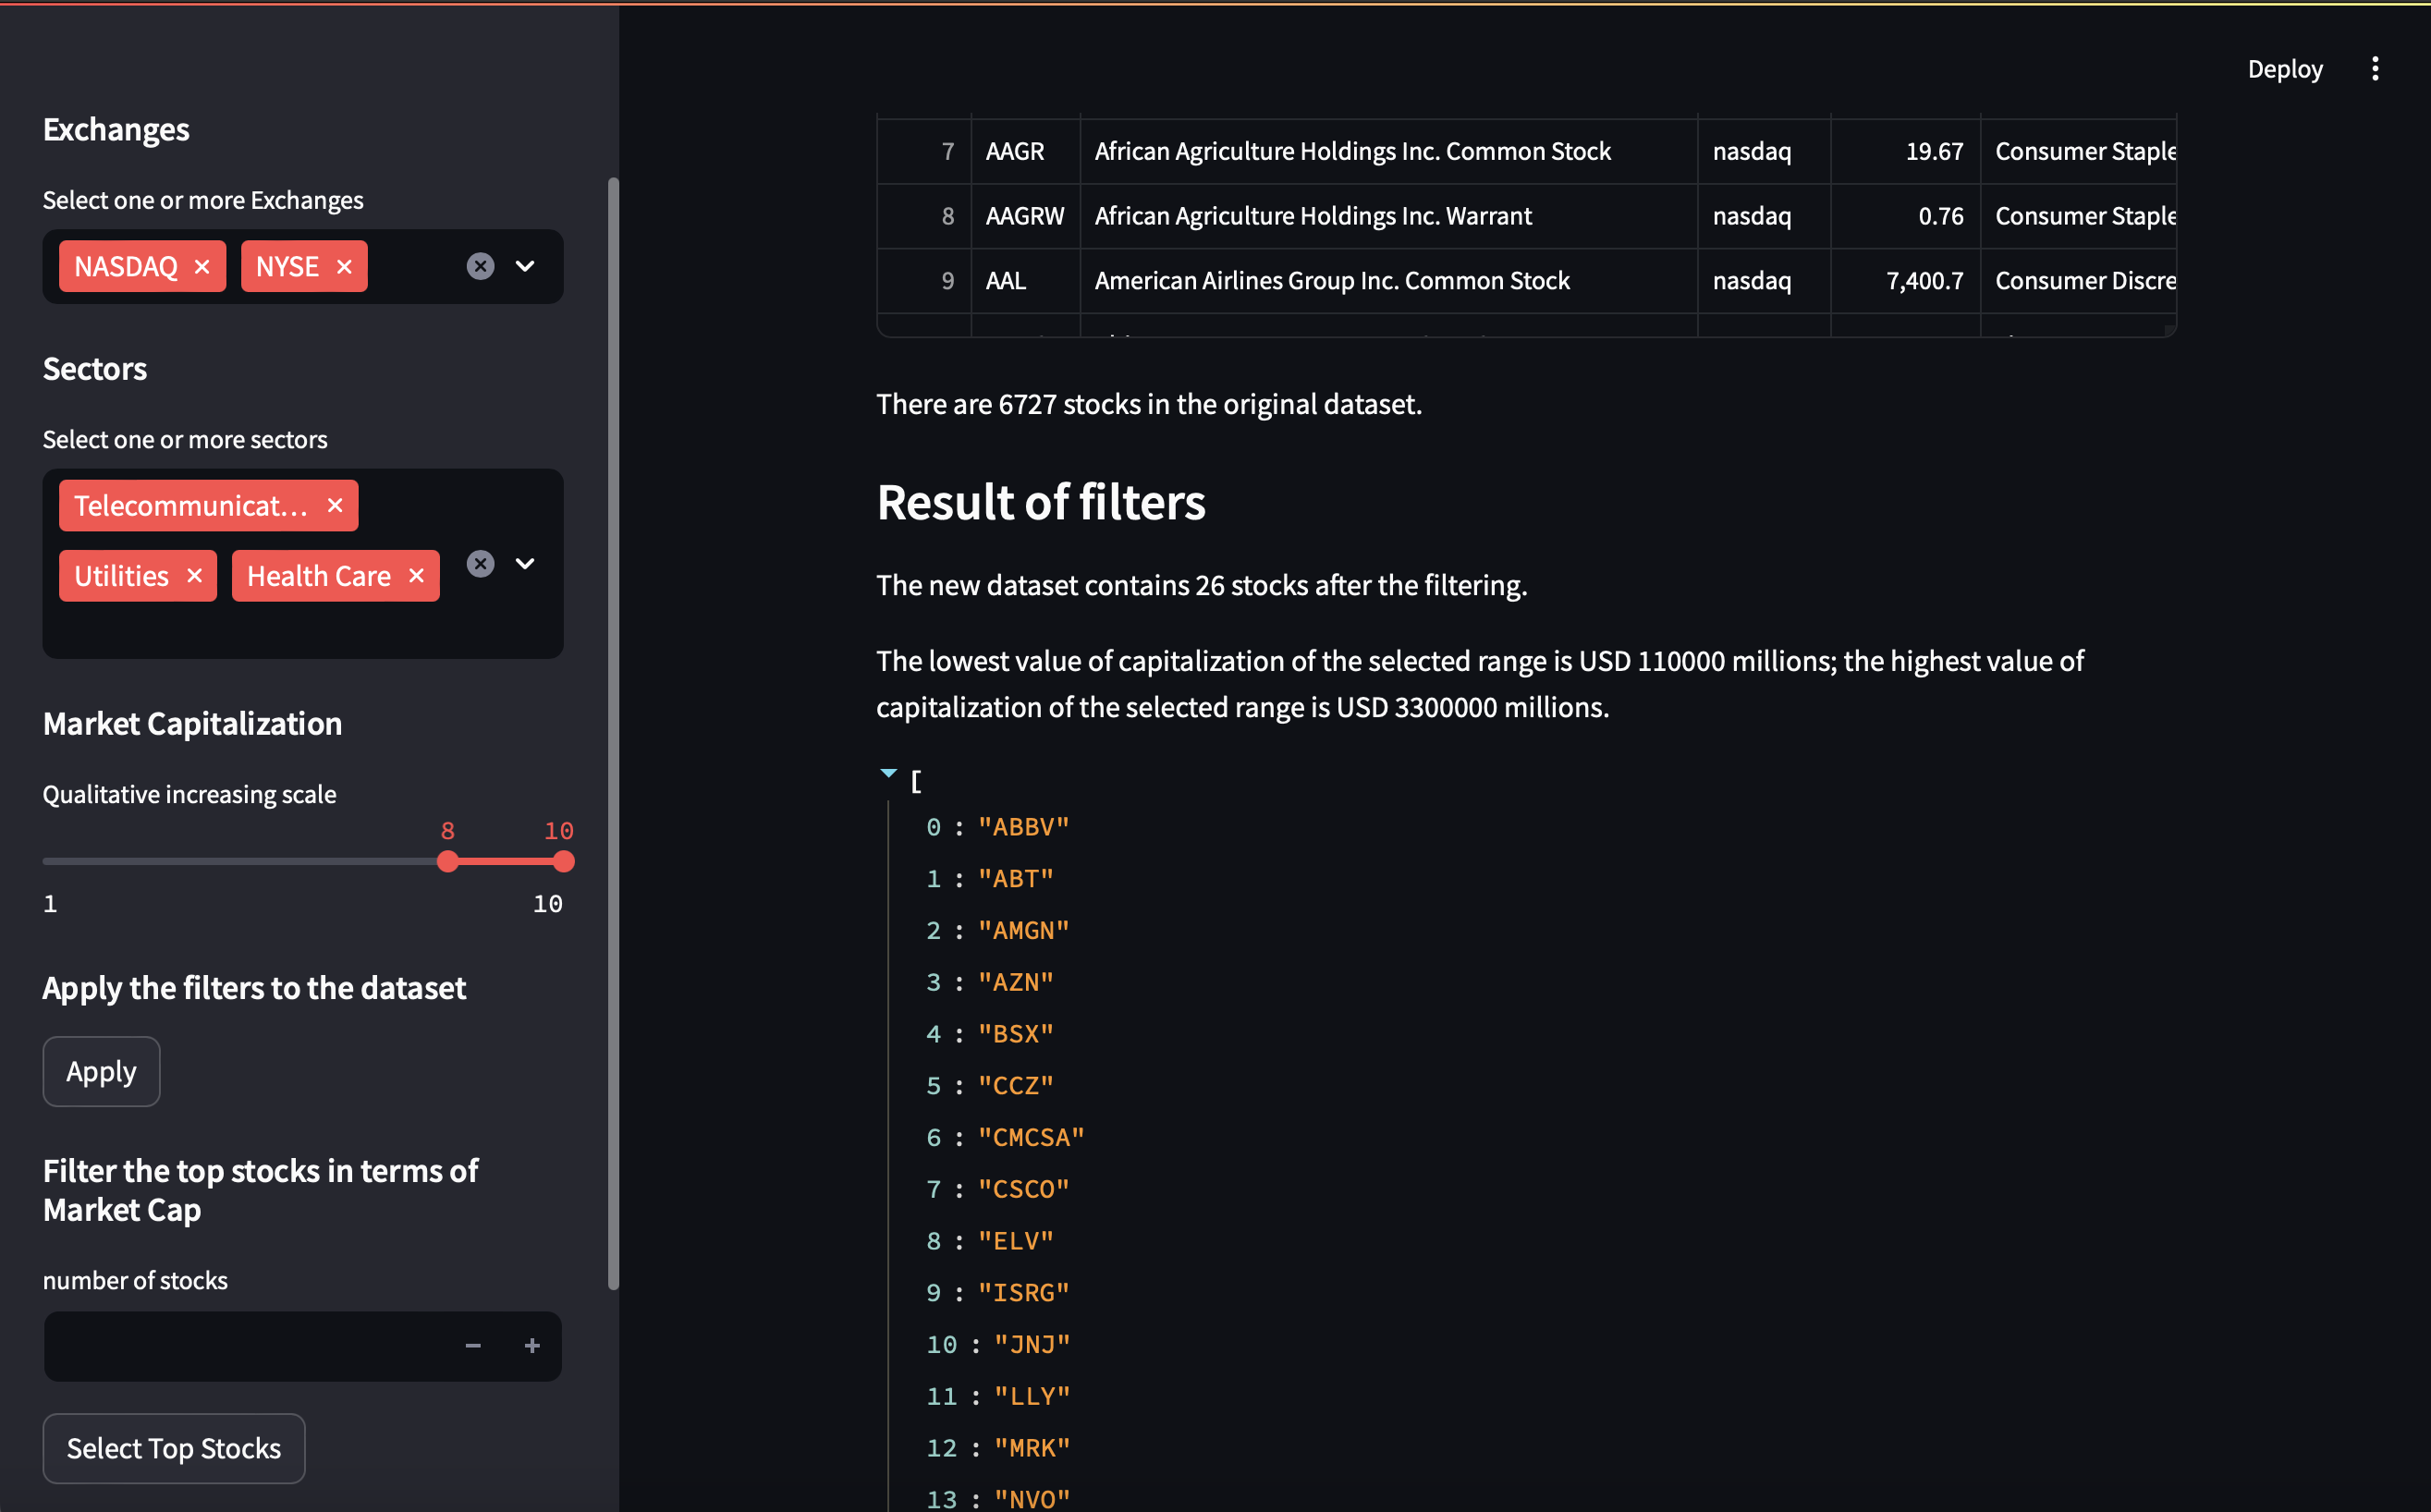 Deploy
Exchanges
Select one or more Exchanges
NASDAQ × NYSE ×
Sectors
Select one or more sectors
Telecommunicat... ×
Utilities × Health Care ×
Market Capitalization
Qualitative increasing scale
8 10
1 10
Apply the filters to the dataset
Apply
Filter the top stocks in terms of
Market Cap
number of stocks
− +
Select Top Stocks
7 AAGR African Agriculture Holdings Inc. Common Stock nasdaq 19.67 Consumer Staple
8 AAGRW African Agriculture Holdings Inc. Warrant nasdaq 0.76 Consumer Staple
9 AAL American Airlines Group Inc. Common Stock nasdaq 7,400.7 Consumer Discre
There are 6727 stocks in the original dataset.
Result of filters
The new dataset contains 26 stocks after the filtering.
The lowest value of capitalization of the selected range is USD 110000 millions; the highest value of
capitalization of the selected range is USD 3300000 millions.
[
0 : "ABBV"
1 : "ABT"
2 : "AMGN"
3 : "AZN"
4 : "BSX"
5 : "CCZ"
6 : "CMCSA"
7 : "CSCO"
8 : "ELV"
9 : "ISRG"
10 : "JNJ"
11 : "LLY"
12 : "MRK"
13 : "NVO"